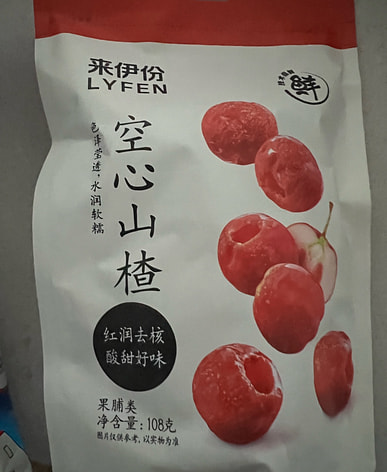 来伊份
LYFEN
鲜
空心山楂
色泽莹透·水润软糯
红润去核
酸甜好味
果脯类
净含量:108克
图片仅供参考,以实物为准